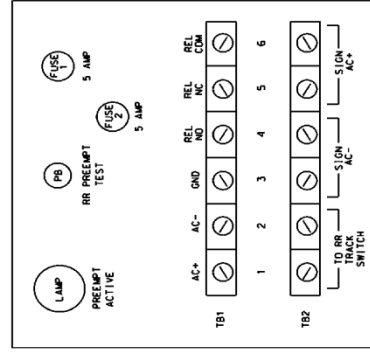 LAMP
PREEMPT
ACTIVE
PB
RR PREEMPT
TEST
FUSE
1
5 AMP
FUSE
2
5 AMP
TB1
AC+
AC-
GND
REL
NO
REL
NC
REL
COM
1
2
3
4
5
6
TB2
TO RR
TRACK
SWITCH
SIGN
AC-
SIGN
AC+